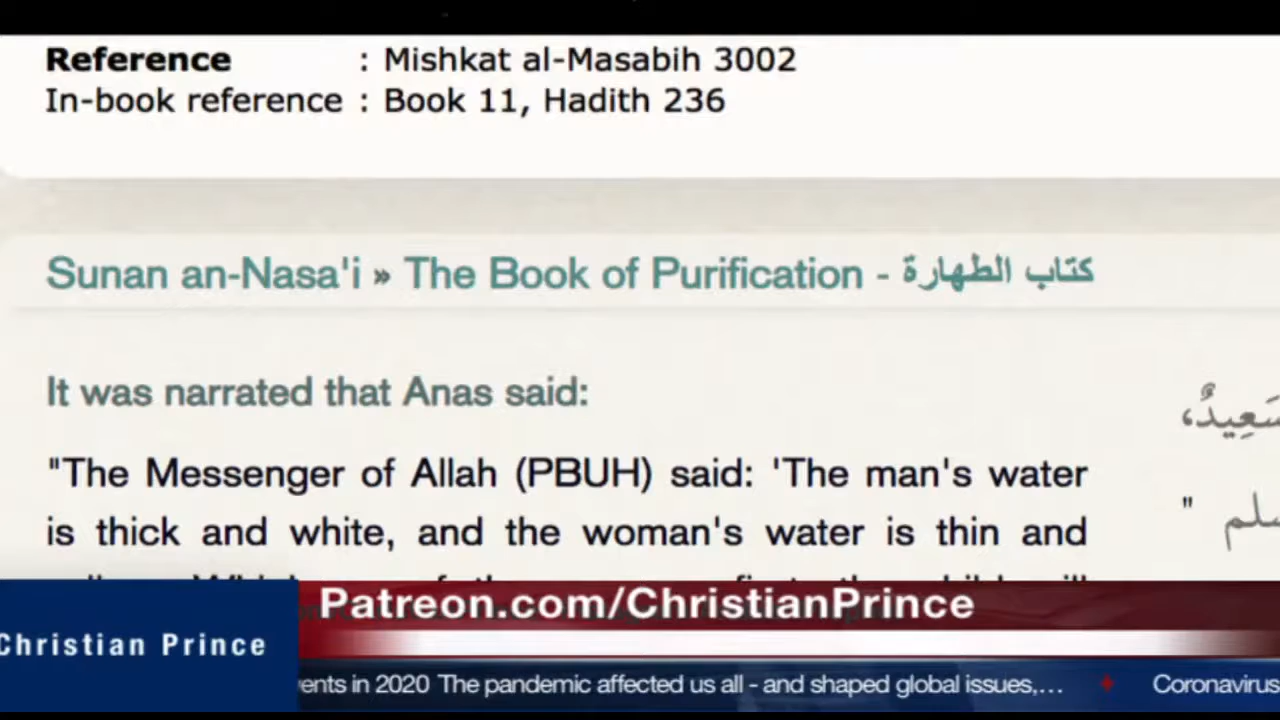 Reference : Mishkat al-Masabih 3002
In-book reference : Book 11, Hadith 236
Sunan an-Nasa'i » The Book of Purification - كتاب الطهارة
It was narrated that Anas said:
سَعِيدٌ،
"The Messenger of Allah (PBUH) said: 'The man's water
is thick and white, and the woman's water is thin and
"
Patreon.com/ChristianPrince
Christian Prince
in 2020 The pandemic affected us all - and shaped global issues,... Coronavirus